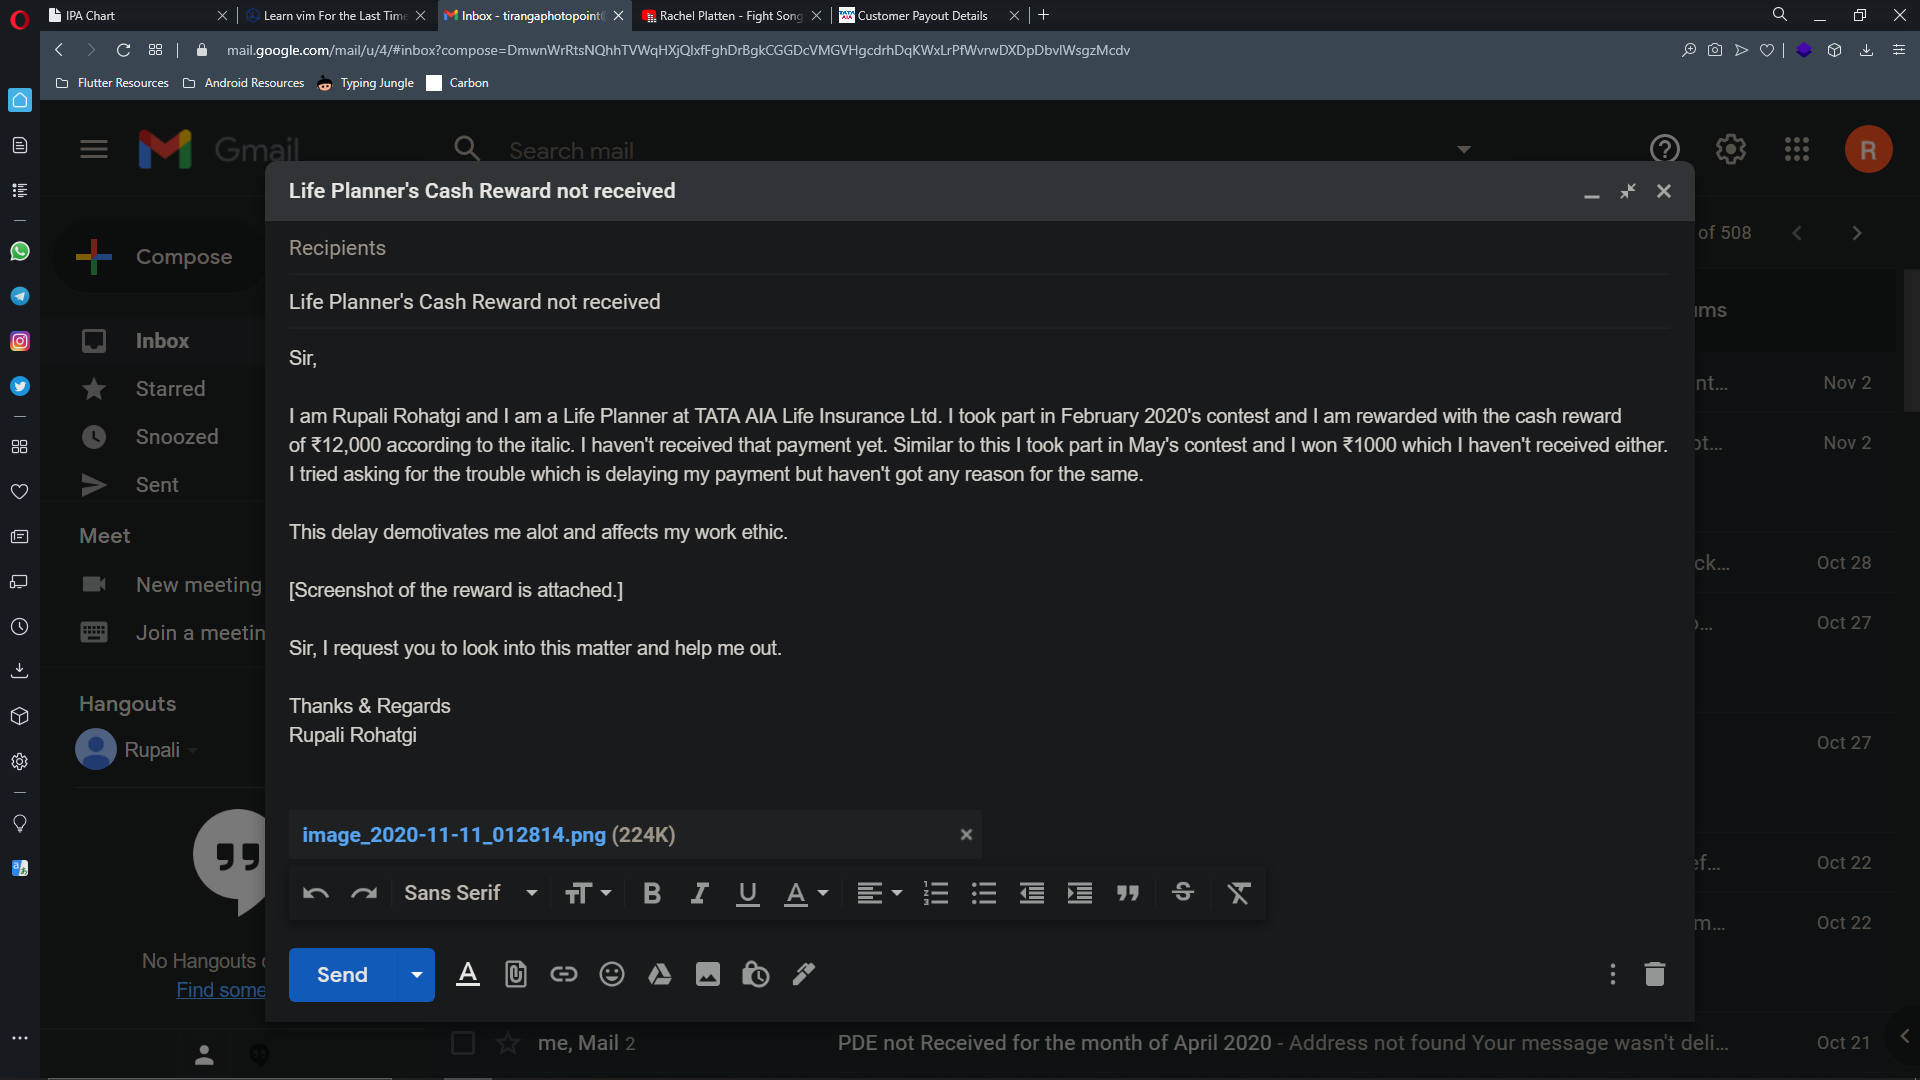 IPA Chart
Learn vim For the Last Time
Inbox - tirangaphotopoint@
Rachel Platten - Fight Song
TATA AIA
Customer Payout Details
mail.google.com/mail/u/4/#inbox?compose=DmwnWrRtsNQhhTVWqHXjQlxfFghDrBgkCGGDcVMGVHgcdrhDqKWxLrPfWvrwDXDpDbvlWsgzMcdv
Flutter Resources
Android Resources
Typing Jungle
Carbon
Gmail
Search mail
R
Life Planner's Cash Reward not received
Compose
of 508
Recipients
Life Planner's Cash Reward not received
ms
Inbox
Starred
Snoozed
Sent
nt...
Nov 2
Nov 2
Sir,
I am Rupali Rohatgi and I am a Life Planner at TATA AIA Life Insurance Ltd. I took part in February 2020's contest and I am rewarded with the cash reward
of ₹12,000 according to the italic. I haven't received that payment yet. Similar to this I took part in May's contest and I won ₹1000 which I haven't received either.
I tried asking for the trouble which is delaying my payment but haven't got any reason for the same.
Meet
New meeting
Join a meetin
This delay demotivates me alot and affects my work ethic.
ck...
Oct 28
[Screenshot of the reward is attached.]
Oct 27
Sir, I request you to look into this matter and help me out.
Hangouts
Rupali
Thanks & Regards
Rupali Rohatgi
Oct 27
image_2020-11-11_012814.png (224K)
ef...
Oct 22
Sans Serif
m...
Oct 22
No Hangouts
Find some
Send
me, Mail 2
PDE not Received for the month of April 2020 - Address not found Your message wasn't deli...
Oct 21